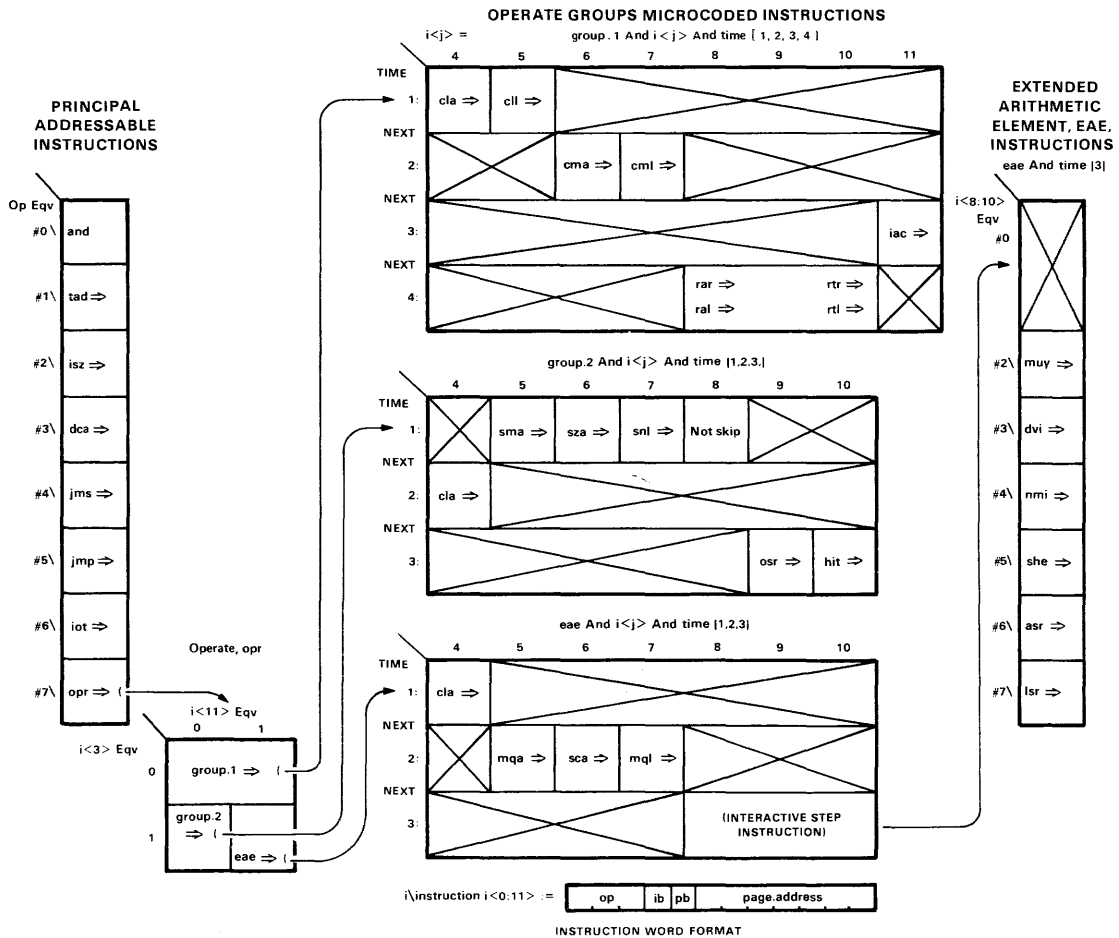 OPERATE GROUPS MICROCODED INSTRUCTIONS
i<j> = group.1 And i<j> And time [ 1, 2, 3, 4 ]
4 5 6 7 8 9 10 11
TIME
1: cla ⇒ cll ⇒
NEXT
2: cma ⇒ cml ⇒
NEXT
3: iac ⇒
NEXT
4: rar ⇒ rtr ⇒
ral ⇒ rtl ⇒
group.2 And i<j> And time |1,2,3,|
4 5 6 7 8 9 10
TIME
1: sma ⇒ sza ⇒ snl ⇒ Not skip
NEXT
2: cla ⇒
NEXT
3: osr ⇒ hit ⇒
eae And i<j> And time |1,2,3|
4 5 6 7 8 9 10
TIME
1: cla ⇒
NEXT
2: mqa ⇒ sca ⇒ mql ⇒
NEXT
3: (INTERACTIVE STEP
INSTRUCTION)
PRINCIPAL
ADDRESSABLE
INSTRUCTIONS
Op Eqv
#0\ and
#1\ tad ⇒
#2\ isz ⇒
#3\ dca ⇒
#4\ jms ⇒
#5\ jmp ⇒
#6\ iot ⇒
#7\ opr ⇒ (
Operate, opr
i<11> Eqv
0 1
i<3> Eqv
0 group.1 ⇒ (
1 group.2
⇒ (
eae ⇒ (
EXTENDED
ARITHMETIC
ELEMENT, EAE,
INSTRUCTIONS
eae And time |3|
i<8:10>
Eqv
#0
#2\ muy ⇒
#3\ dvi ⇒
#4\ nmi ⇒
#5\ she ⇒
#6\ asr ⇒
#7\ lsr ⇒
i\instruction i<0:11> := op ib pb page.address
INSTRUCTION WORD FORMAT